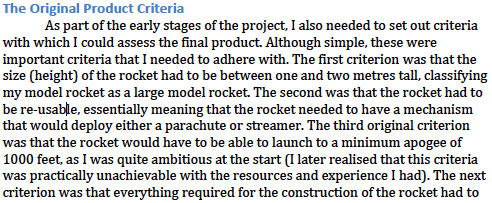 The Original Product Criteria
As part of the early stages of the project, I also needed to set out criteria
with which I could assess the final product. Although simple, these were
important criteria that I needed to adhere with. The first criterion was that the
size (height) of the rocket had to be between one and two metres tall, classifying
my model rocket as a large model rocket. The second was that the rocket had to
be re-usable, essentially meaning that the rocket needed to have a mechanism
that would deploy either a parachute or streamer. The third original criterion
was that the rocket would have to be able to launch to a minimum apogee of
1000 feet, as I was quite ambitious at the start (I later realised that this criteria
was practically unachievable with the resources and experience I had). The next
criterion was that everything required for the construction of the rocket had to